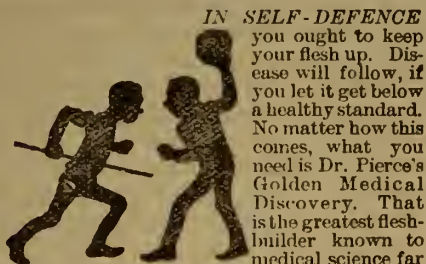 IN SELF-DEFENCE
you ought to keep
your flesh up. Dis-
ease will follow, if
you let it get below
a healthy standard.
No matter how this
comes, what you
need is Dr. Pierce's
Golden Medical
Discovery. That
is the greatest flesh-
builder known to
medical science far